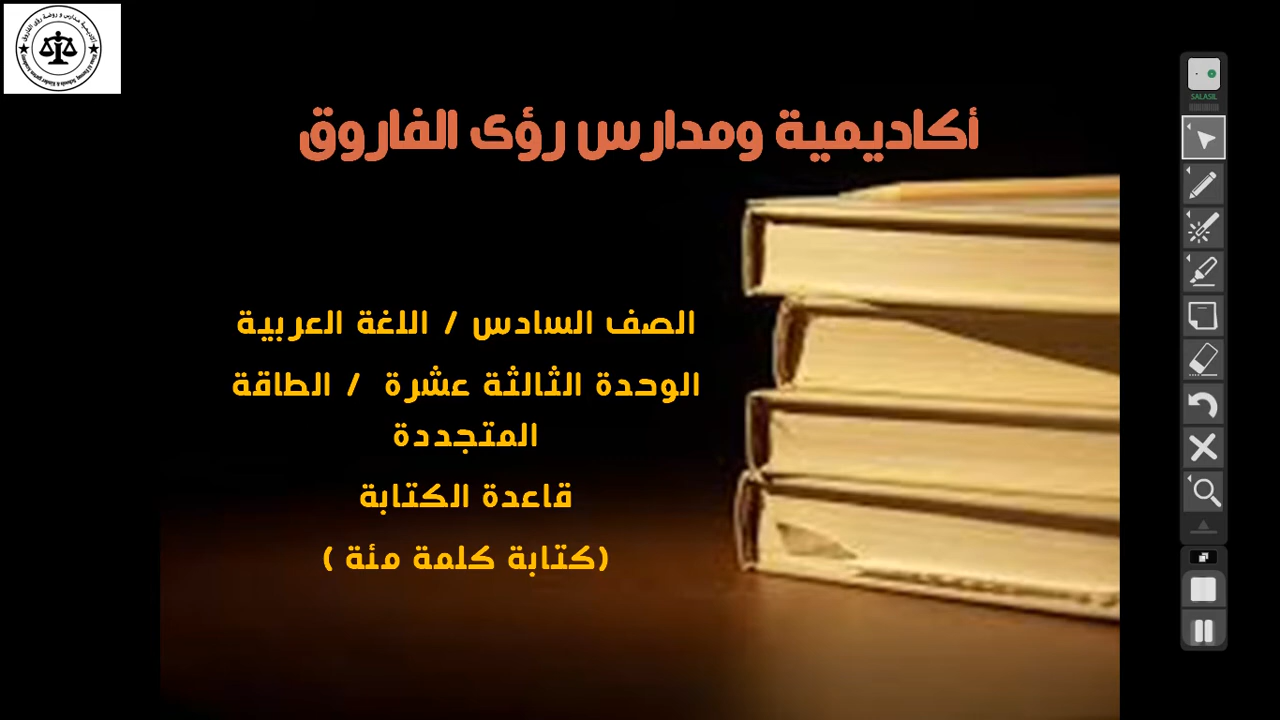 أكاديمية ومدارس رؤى الفاروق
الصف السادس / اللغة العربية
الوحدة الثالثة عشرة / الطاقة
المتجددة
قاعدة الكتابة
(كتابة كلمة مئة )
SALASIL